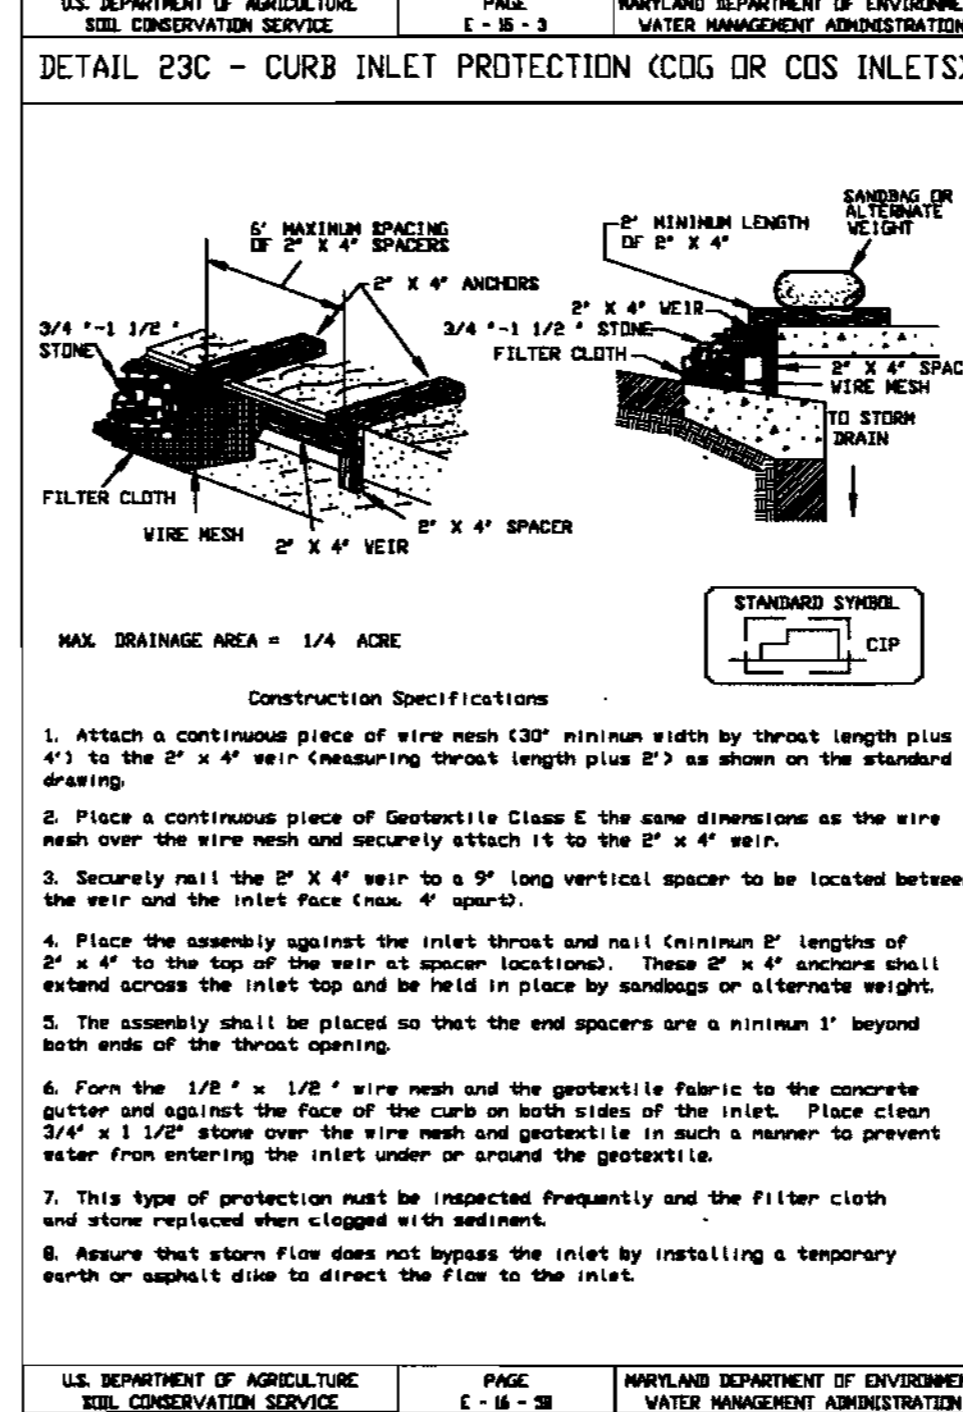 U.S. DEPARTMENT OF AGRICULTURE
SOIL CONSERVATION SERVICE
PAGE
E - 16 - 3
MARYLAND DEPARTMENT OF ENVIRONME
WATER MANAGEMENT ADMINISTRATION
DETAIL 23C - CURB INLET PROTECTION (COG OR COS INLETS)
6' MAXIMUM SPACING
OF 2" X 4" SPACERS
2" X 4" ANCHORS
3/4 "-1 1/2 "
STONE
FILTER CLOTH
WIRE MESH
2" X 4" WEIR
2" X 4" SPACER
2' MINIMUM LENGTH
OF 2" X 4"
SANDBAG OR
ALTERNATE
WEIGHT
2" X 4" WEIR
3/4 "-1 1/2 " STONE
FILTER CLOTH
2" X 4" SPAC
WIRE MESH
TO STORM
DRAIN
STANDARD SYMBOL
CIP
MAX. DRAINAGE AREA = 1/4 ACRE
Construction Specifications
1. Attach a continuous piece of wire mesh (30" minimum width by throat length plus
4') to the 2" x 4" weir (measuring throat length plus 2') as shown on the standard
drawing.
2. Place a continuous piece of Geotextile Class E the same dimensions as the wire
mesh over the wire mesh and securely attach it to the 2" x 4" weir.
3. Securely nail the 2" X 4" weir to a 9" long vertical spacer to be located between
the weir and the inlet face (max. 4' apart).
4. Place the assembly against the inlet throat and nail (minimum 2' lengths of
2" x 4" to the top of the weir at spacer locations). These 2" x 4" anchors shall
extend across the inlet top and be held in place by sandbags or alternate weight.
5. The assembly shall be placed so that the end spacers are a minimum 1' beyond
both ends of the throat opening.
6. Form the 1/2 " x 1/2 " wire mesh and the geotextile fabric to the concrete
gutter and against the face of the curb on both sides of the inlet. Place clean
3/4" x 1 1/2" stone over the wire mesh and geotextile in such a manner to prevent
water from entering the inlet under or around the geotextile.
7. This type of protection must be inspected frequently and the filter cloth
and stone replaced when clogged with sediment.
8. Assure that storm flow does not bypass the inlet by installing a temporary
earth or asphalt dike to direct the flow to the inlet.
U.S. DEPARTMENT OF AGRICULTURE
SOIL CONSERVATION SERVICE
PAGE
E - 16 -
MARYLAND DEPARTMENT OF ENVIRONMEN
WATER MANAGEMENT ADMINISTRATION